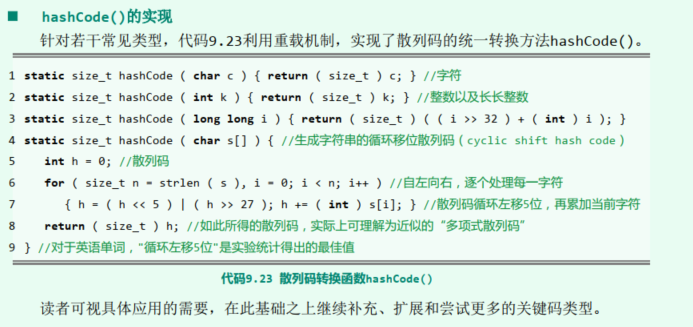 ■ hashCode()的实现
针对若干常见类型，代码9.23利用重载机制，实现了散列码的统一转换方法hashCode()。
1 static size_t hashCode ( char c ) { return ( size_t ) c; } //字符
2 static size_t hashCode ( int k ) { return ( size_t ) k; } //整数以及长长整数
3 static size_t hashCode ( long long i ) { return ( size_t ) ( ( i >> 32 ) + ( int ) i ); }
4 static size_t hashCode ( char s[] ) { //生成字符串的循环移位散列码（cyclic shift hash code）
5 int h = 0; //散列码
6 for ( size_t n = strlen ( s ), i = 0; i < n; i++ ) //自左向右，逐个处理每一字符
7 { h = ( h << 5 ) | ( h >> 27 ); h += ( int ) s[i]; } //散列码循环左移5位，再累加当前字符
8 return ( size_t ) h; //如此所得的散列码，实际上可理解为近似的“多项式散列码”
9 } //对于英语单词，"循环左移5位"是实验统计得出的最佳值
代码9.23 散列码转换函数hashCode()
读者可视具体应用的需要，在此基础之上继续补充、扩展和尝试更多的关键码类型。